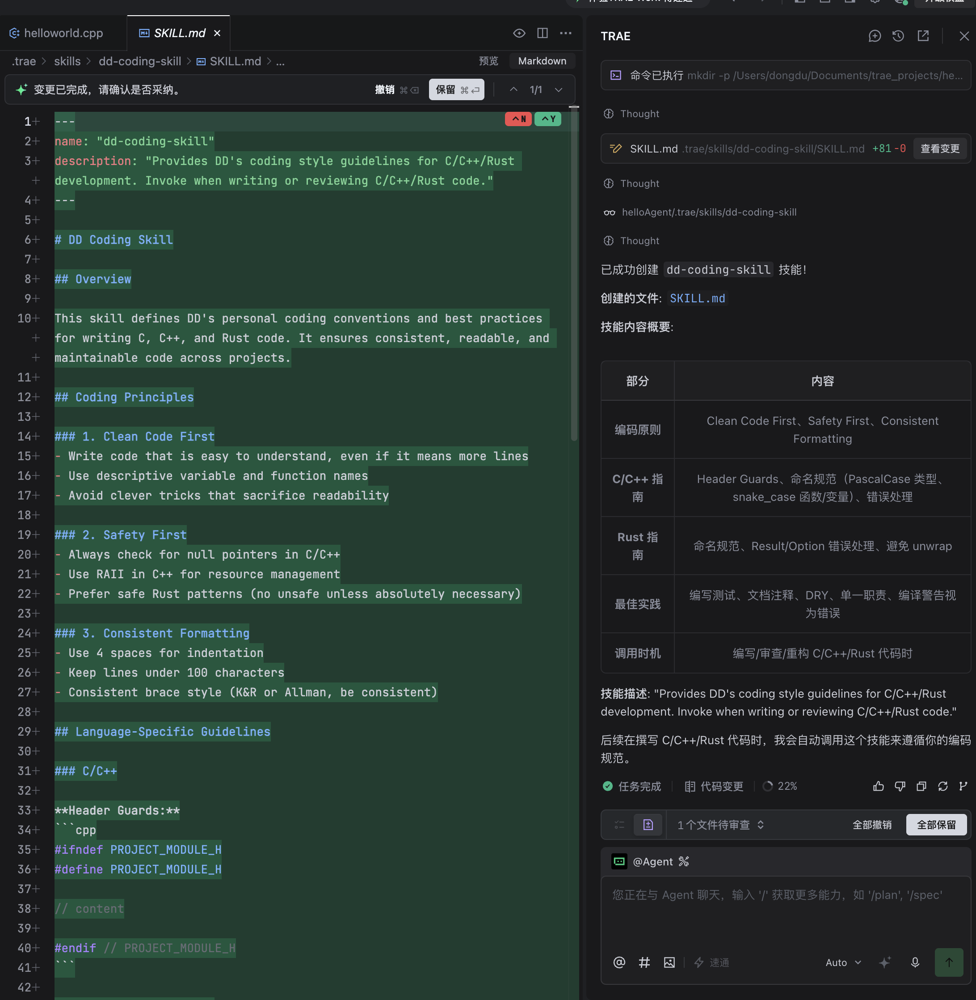 helloworld.cpp
SKILL.md
.trae > skills > dd-coding-skill > SKILL.md > ...
预览
Markdown
变更已完成，请确认是否采纳。
撤销
保留
1/1
^N ^Y
1+ ---
2+ name: "dd-coding-skill"
3+ description: "Provides DD's coding style guidelines for C/C++/Rust
+ development. Invoke when writing or reviewing C/C++/Rust code."
4+ ---
5+
6+ # DD Coding Skill
7+
8+ ## Overview
9+
10+ This skill defines DD's personal coding conventions and best practices
+ for writing C, C++, and Rust code. It ensures consistent, readable, and
+ maintainable code across projects.
11+
12+ ## Coding Principles
13+
14+ ### 1. Clean Code First
15+ - Write code that is easy to understand, even if it means more lines
16+ - Use descriptive variable and function names
17+ - Avoid clever tricks that sacrifice readability
18+
19+ ### 2. Safety First
20+ - Always check for null pointers in C/C++
21+ - Use RAII in C++ for resource management
22+ - Prefer safe Rust patterns (no unsafe unless absolutely necessary)
23+
24+ ### 3. Consistent Formatting
25+ - Use 4 spaces for indentation
26+ - Keep lines under 100 characters
27+ - Consistent brace style (K&R or Allman, be consistent)
28+
29+ ## Language-Specific Guidelines
30+
31+ ### C/C++
32+
33+ **Header Guards:**
34+ ```cpp
35+ #ifndef PROJECT_MODULE_H
36+ #define PROJECT_MODULE_H
37+
38+ // content
39+
40+ #endif // PROJECT_MODULE_H
41+ ```
42+
TRAE
命令已执行 mkdir -p /Users/dongdu/Documents/trae_projects/he...
Thought
SKILL.md .trae/skills/dd-coding-skill/SKILL.md +81 -0 查看变更
Thought
helloAgent/.trae/skills/dd-coding-skill
Thought
已成功创建 dd-coding-skill 技能！
创建的文件: SKILL.md
技能内容概要:
部分 内容
编码原则
Clean Code First、Safety First、Consistent
Formatting
C/C++ 指
南
Header Guards、命名规范（PascalCase 类型、
snake_case 函数/变量）、错误处理
Rust 指
南
命名规范、Result/Option 错误处理、避免 unwrap
最佳实践
编写测试、文档注释、DRY、单一职责、编译警告视
为错误
调用时机
编写/审查/重构 C/C++/Rust 代码时
技能描述: "Provides DD's coding style guidelines for C/C++/Rust
development. Invoke when writing or reviewing C/C++/Rust code."
后续在撰写 C/C++/Rust 代码时，我会自动调用这个技能来遵循你的编码
规范。
任务完成 代码变更 22%
1 个文件待审查 全部撤销 全部保留
@Agent
您正在与 Agent 聊天，输入 '/' 获取更多能力，如 '/plan', '/spec'
速通 Auto